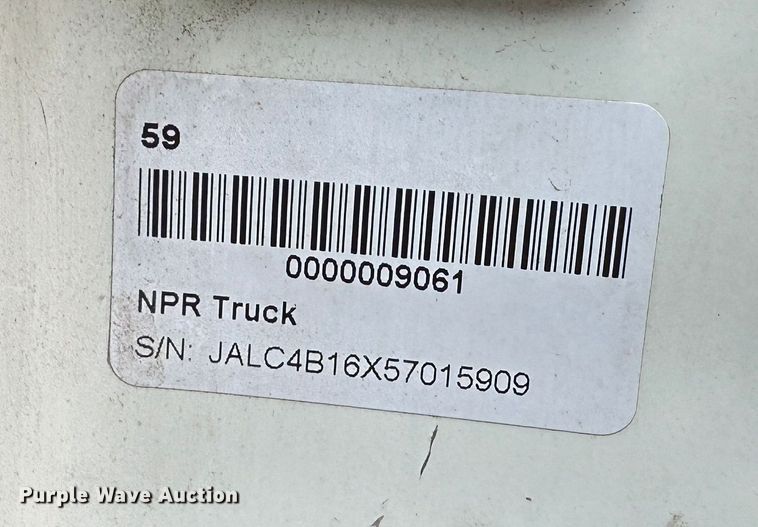 59
0000009061
NPR Truck
S/N: JALC4B16X57015909
Purple Wave Auction